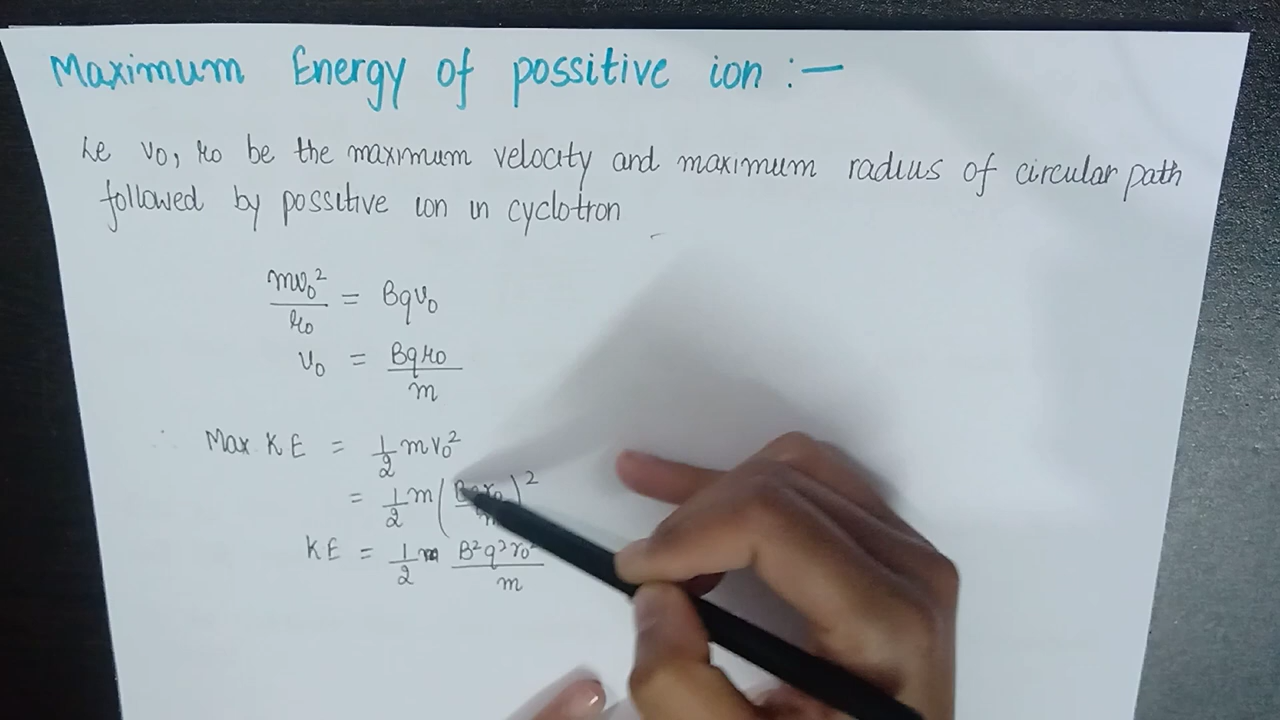 Maximum Energy of possitive ion :-
Le v₀, r₀ be the maximum velocity and maximum radius of circular path
followed by possitive ion in cyclotron
mv₀²/r₀ = Bqv₀
v₀ = Bqr₀/m
∴ Max KE = 1/2 mv₀²
= 1/2 m(Bqr₀/m)²
KE = 1/2 m B²q²r₀²/m